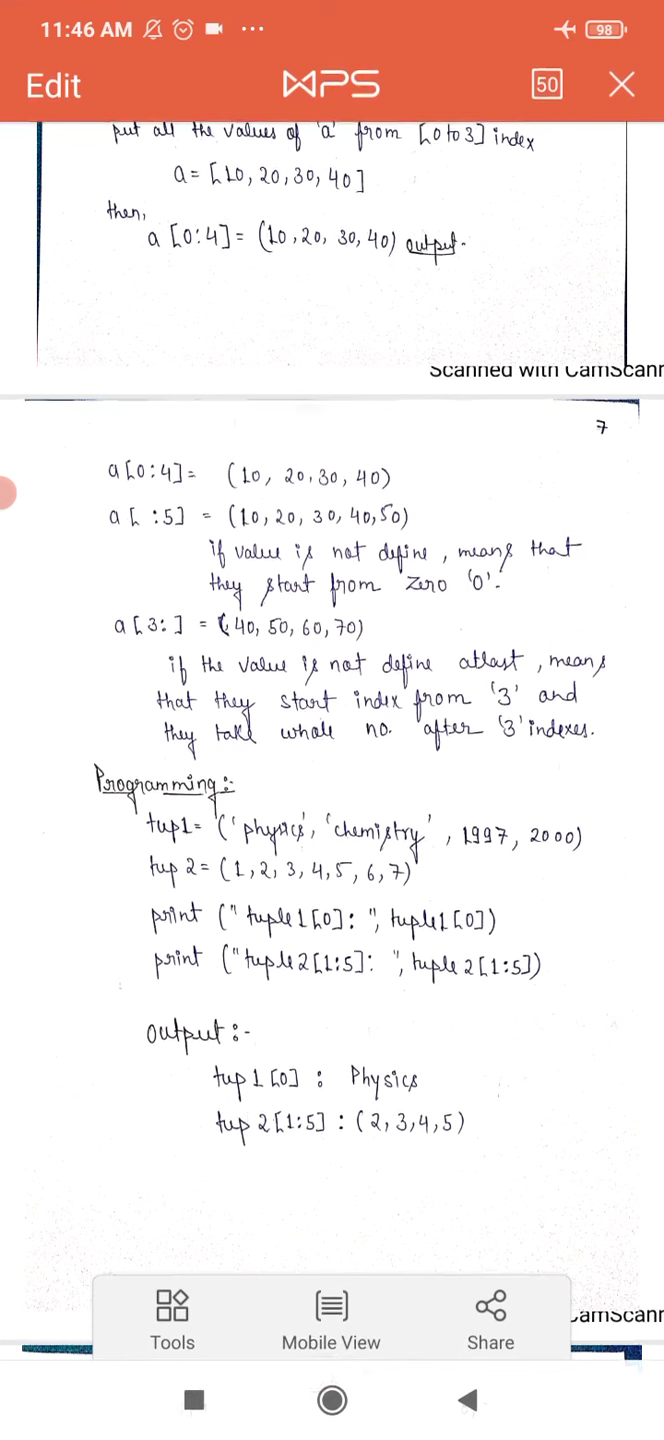 11:46 AM ... 98
Edit WPS 50 X
put all the values of 'a' from [0 to 3] index
a = [10, 20, 30, 40]
then,
a [0:4] = (10, 20, 30, 40) output.
Scanned with CamScann
7
a[0:4] = (10, 20, 30, 40)
a[ :5] = (10, 20, 30, 40, 50)
if value is not define, means that
they start from zero '0'.
a[3: ] = (40, 50, 60, 70)
if the value is not define atlast, means
that they start index from '3' and
they take whole no. after '3' indexes.
Programming :-
tup1= ('physics', 'chemistry', 1997, 2000)
tup 2 = (1, 2, 3, 4, 5, 6, 7)
print (" tuple1[0]: ", tuple1[0])
print ("tuple2[1:5]: ", tuple2[1:5])
output :-
tup 1 [0] : Physics
tup 2[1:5] : (2, 3, 4, 5)
CamScann
Tools Mobile View Share